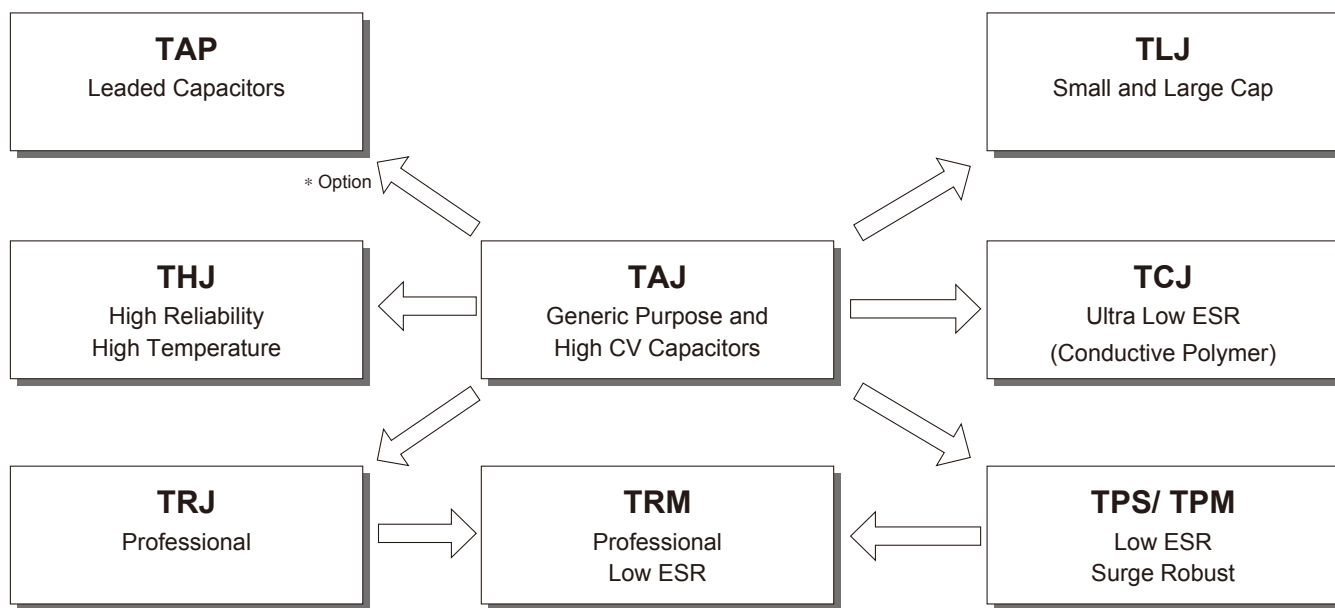 TAP
Leaded Capacitors
TLJ
Small and Large Cap
* Option
THJ
High Reliability
High Temperature
TAJ
Generic Purpose and
High CV Capacitors
TCJ
Ultra Low ESR
(Conductive Polymer)
TRJ
Professional
TRM
Professional
Low ESR
TPS/ TPM
Low ESR
Surge Robust